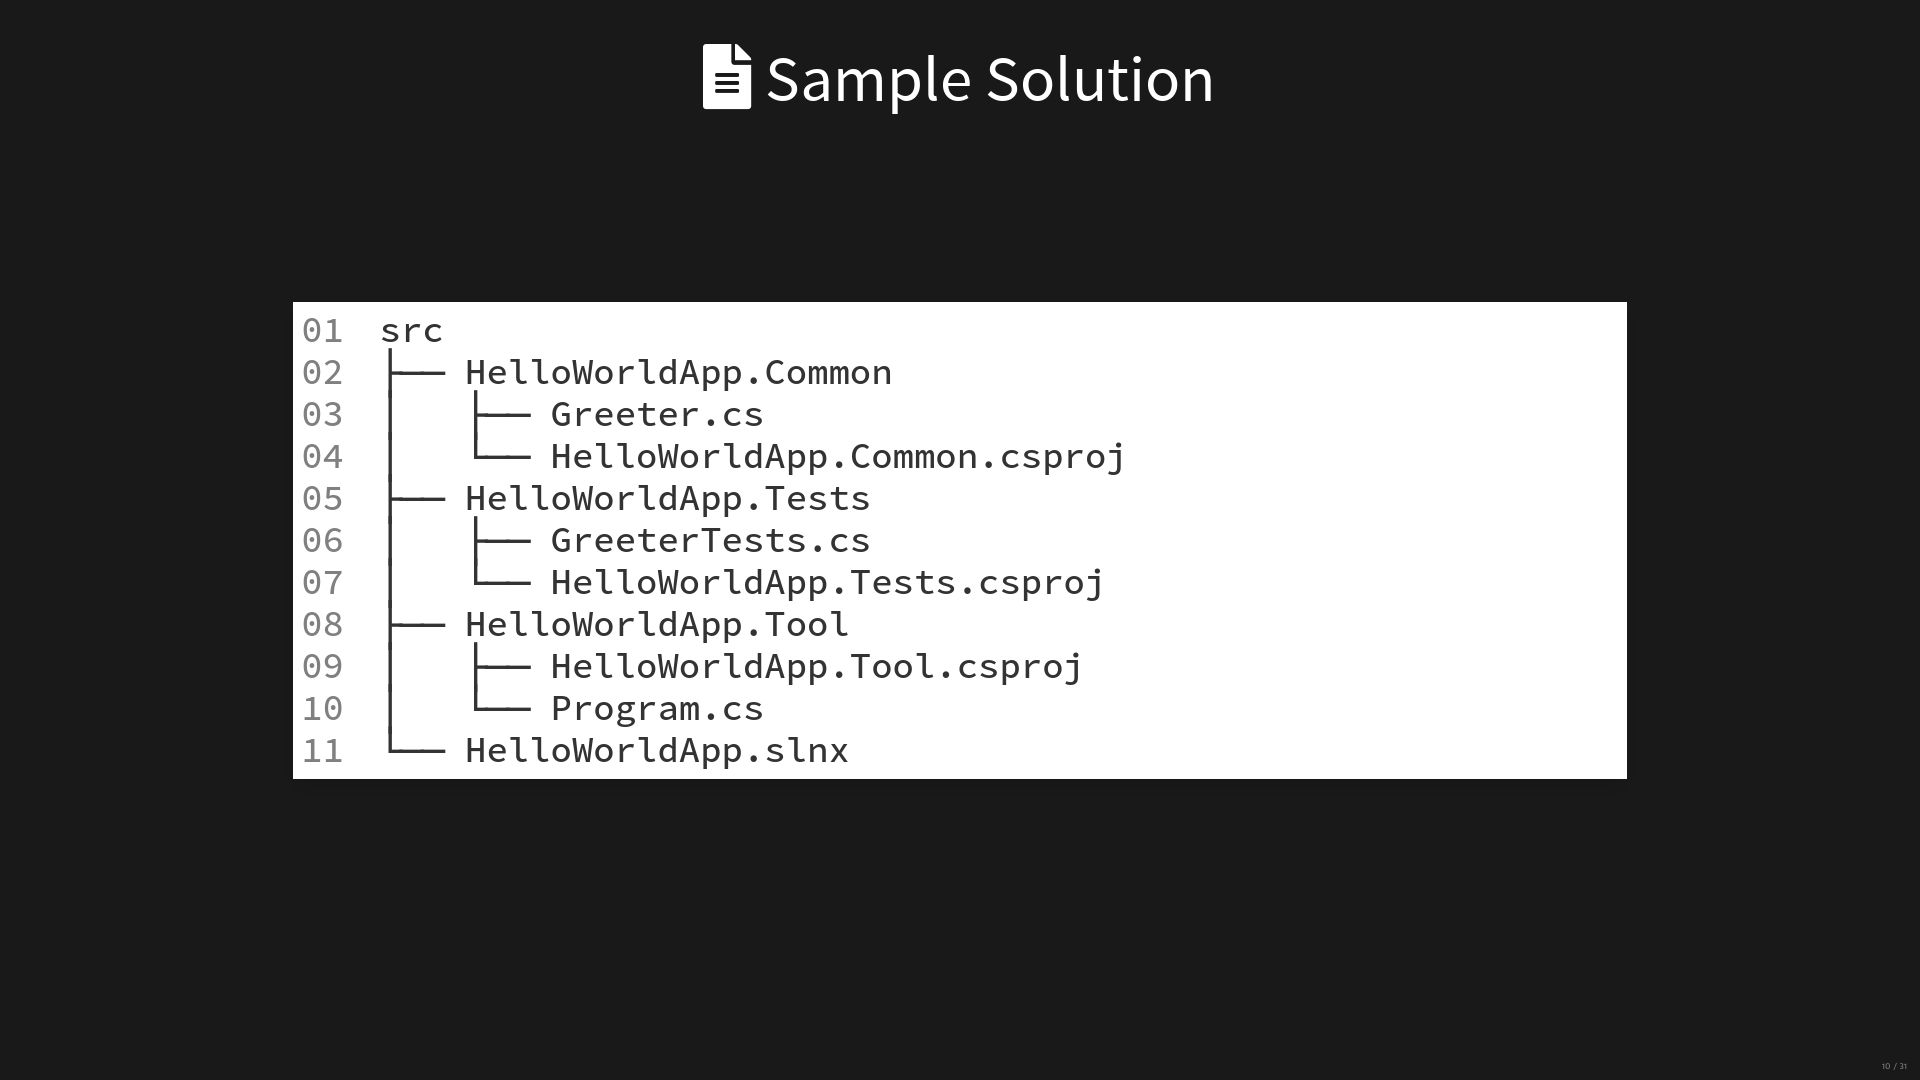 Sample Solution
01 src
02 ├── HelloWorldApp.Common
03 │   ├── Greeter.cs
04 │   └── HelloWorldApp.Common.csproj
05 ├── HelloWorldApp.Tests
06 │   ├── GreeterTests.cs
07 │   └── HelloWorldApp.Tests.csproj
08 ├── HelloWorldApp.Tool
09 │   ├── HelloWorldApp.Tool.csproj
10 │   └── Program.cs
11 └── HelloWorldApp.slnx
10 / 31